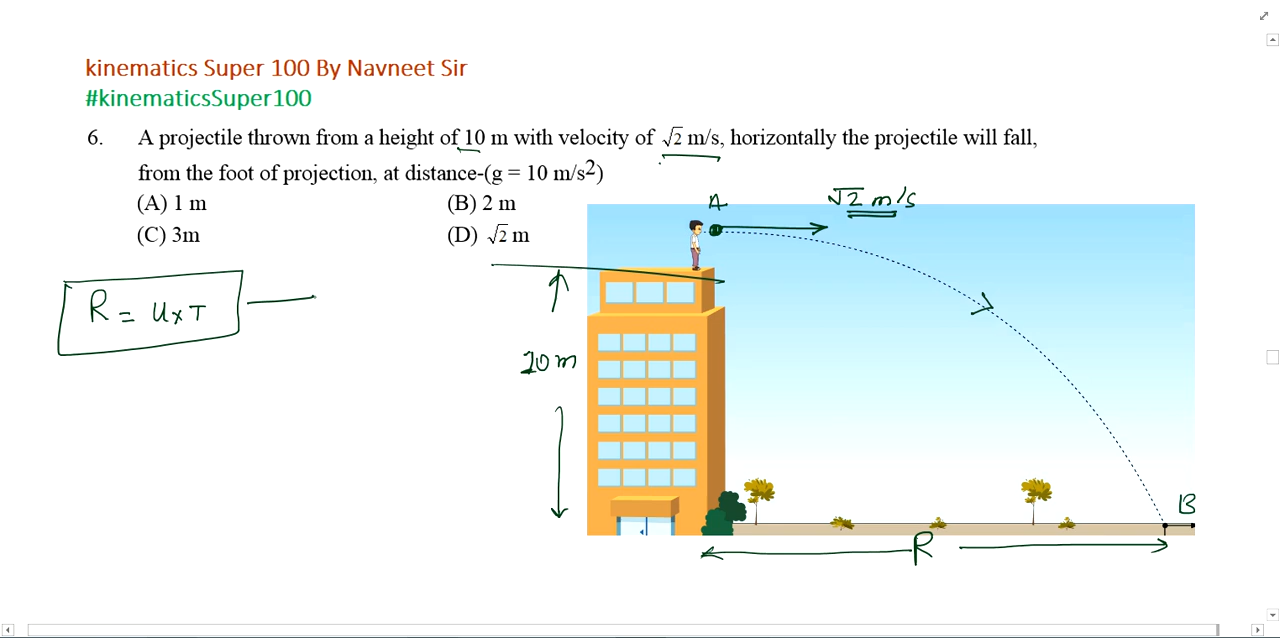 kinematics Super 100 By Navneet Sir
#kinematicsSuper100
6. A projectile thrown from a height of 10 m with velocity of √2 m/s, horizontally the projectile will fall,
from the foot of projection, at distance-(g = 10 m/s²)
(A) 1 m (B) 2 m
(C) 3m (D) √2 m
A √2 m/s
R = u×T
10 m
B
R